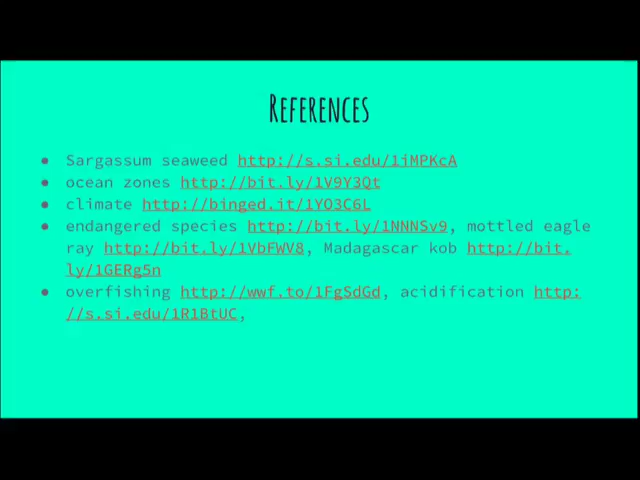 References
● Sargassum seaweed http://s.si.edu/1iMPKcA
● ocean zones http://bit.ly/1V9Y3Qt
● climate http://binged.it/1YO3C6L
● endangered species http://bit.ly/1NNNSv9, mottled eagle
ray http://bit.ly/1VbFWV8, Madagascar kob http://bit.
ly/1GERg5n
● overfishing http://wwf.to/1FgSdGd, acidification http:
//s.si.edu/1R1BtUC,